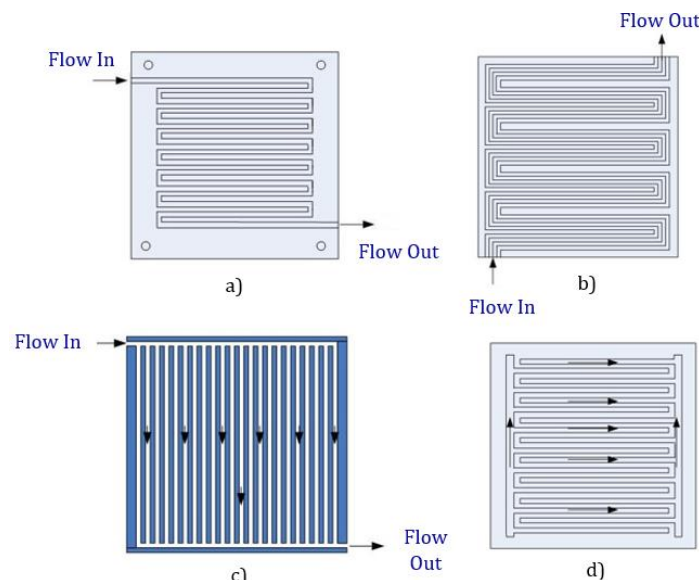 Flow Out
Flow In
Flow Out
a)
b)
Flow In
Flow In
Flow
Out
c)
d)